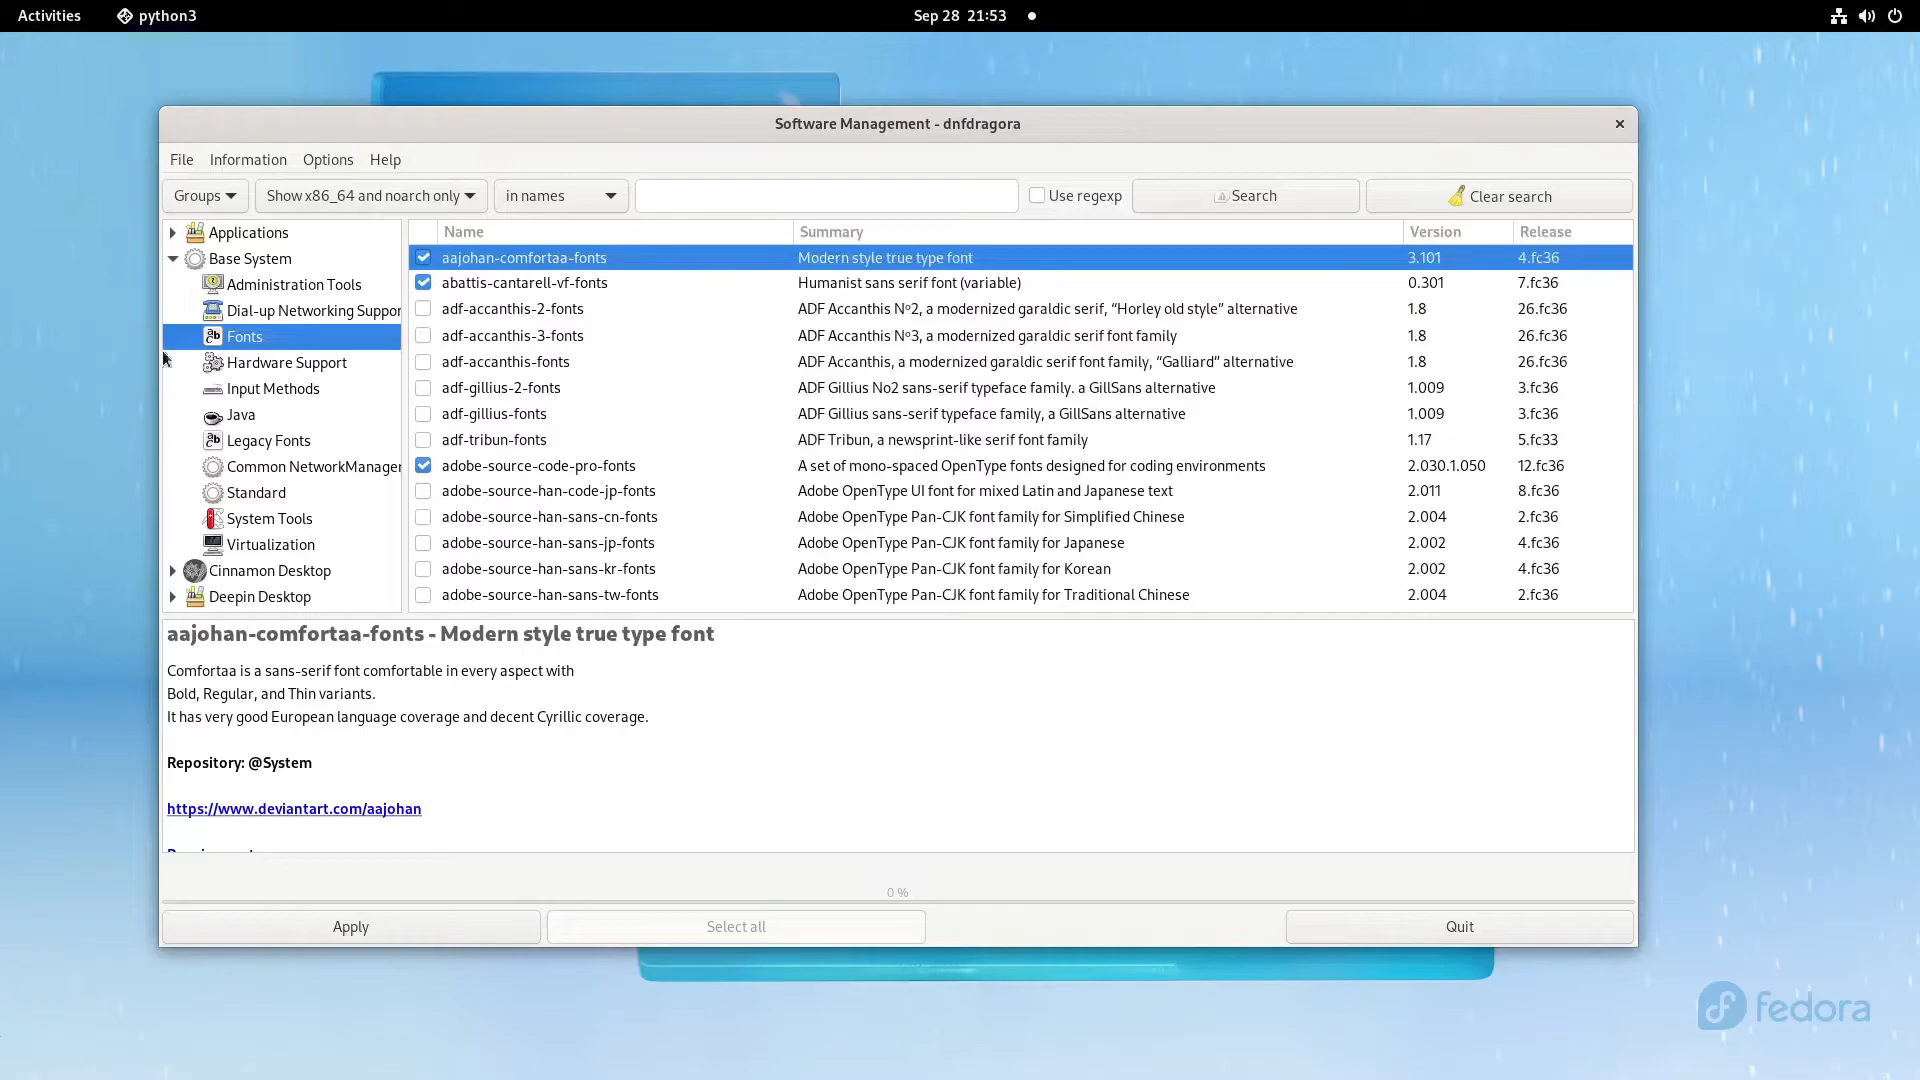 Activities python3 Sep 28 21:53
Software Management - dnfdragora
File Information Options Help
Groups Show x86_64 and noarch only in names Use regexp Search Clear search
Applications
Base System
Administration Tools
Dial-up Networking Suppor
Fonts
Hardware Support
Input Methods
Java
Legacy Fonts
Common NetworkManager
Standard
System Tools
Virtualization
Cinnamon Desktop
Deepin Desktop
Name Summary Version Release
aajohan-comfortaa-fonts Modern style true type font 3.101 4.fc36
abattis-cantarell-vf-fonts Humanist sans serif font (variable) 0.301 7.fc36
adf-accanthis-2-fonts ADF Accanthis Nº2, a modernized garaldic serif, “Horley old style” alternative 1.8 26.fc36
adf-accanthis-3-fonts ADF Accanthis Nº3, a modernized garaldic serif font family 1.8 26.fc36
adf-accanthis-fonts ADF Accanthis, a modernized garaldic serif font family, “Galliard” alternative 1.8 26.fc36
adf-gillius-2-fonts ADF Gillius No2 sans-serif typeface family. a GillSans alternative 1.009 3.fc36
adf-gillius-fonts ADF Gillius sans-serif typeface family, a GillSans alternative 1.009 3.fc36
adf-tribun-fonts ADF Tribun, a newsprint-like serif font family 1.17 5.fc33
adobe-source-code-pro-fonts A set of mono-spaced OpenType fonts designed for coding environments 2.030.1.050 12.fc36
adobe-source-han-code-jp-fonts Adobe OpenType UI font for mixed Latin and Japanese text 2.011 8.fc36
adobe-source-han-sans-cn-fonts Adobe OpenType Pan-CJK font family for Simplified Chinese 2.004 2.fc36
adobe-source-han-sans-jp-fonts Adobe OpenType Pan-CJK font family for Japanese 2.002 4.fc36
adobe-source-han-sans-kr-fonts Adobe OpenType Pan-CJK font family for Korean 2.002 4.fc36
adobe-source-han-sans-tw-fonts Adobe OpenType Pan-CJK font family for Traditional Chinese 2.004 2.fc36
aajohan-comfortaa-fonts - Modern style true type font
Comfortaa is a sans-serif font comfortable in every aspect with
Bold, Regular, and Thin variants.
It has very good European language coverage and decent Cyrillic coverage.
Repository: @System
https://www.deviantart.com/aajohan
0 %
Apply Select all Quit
fedora